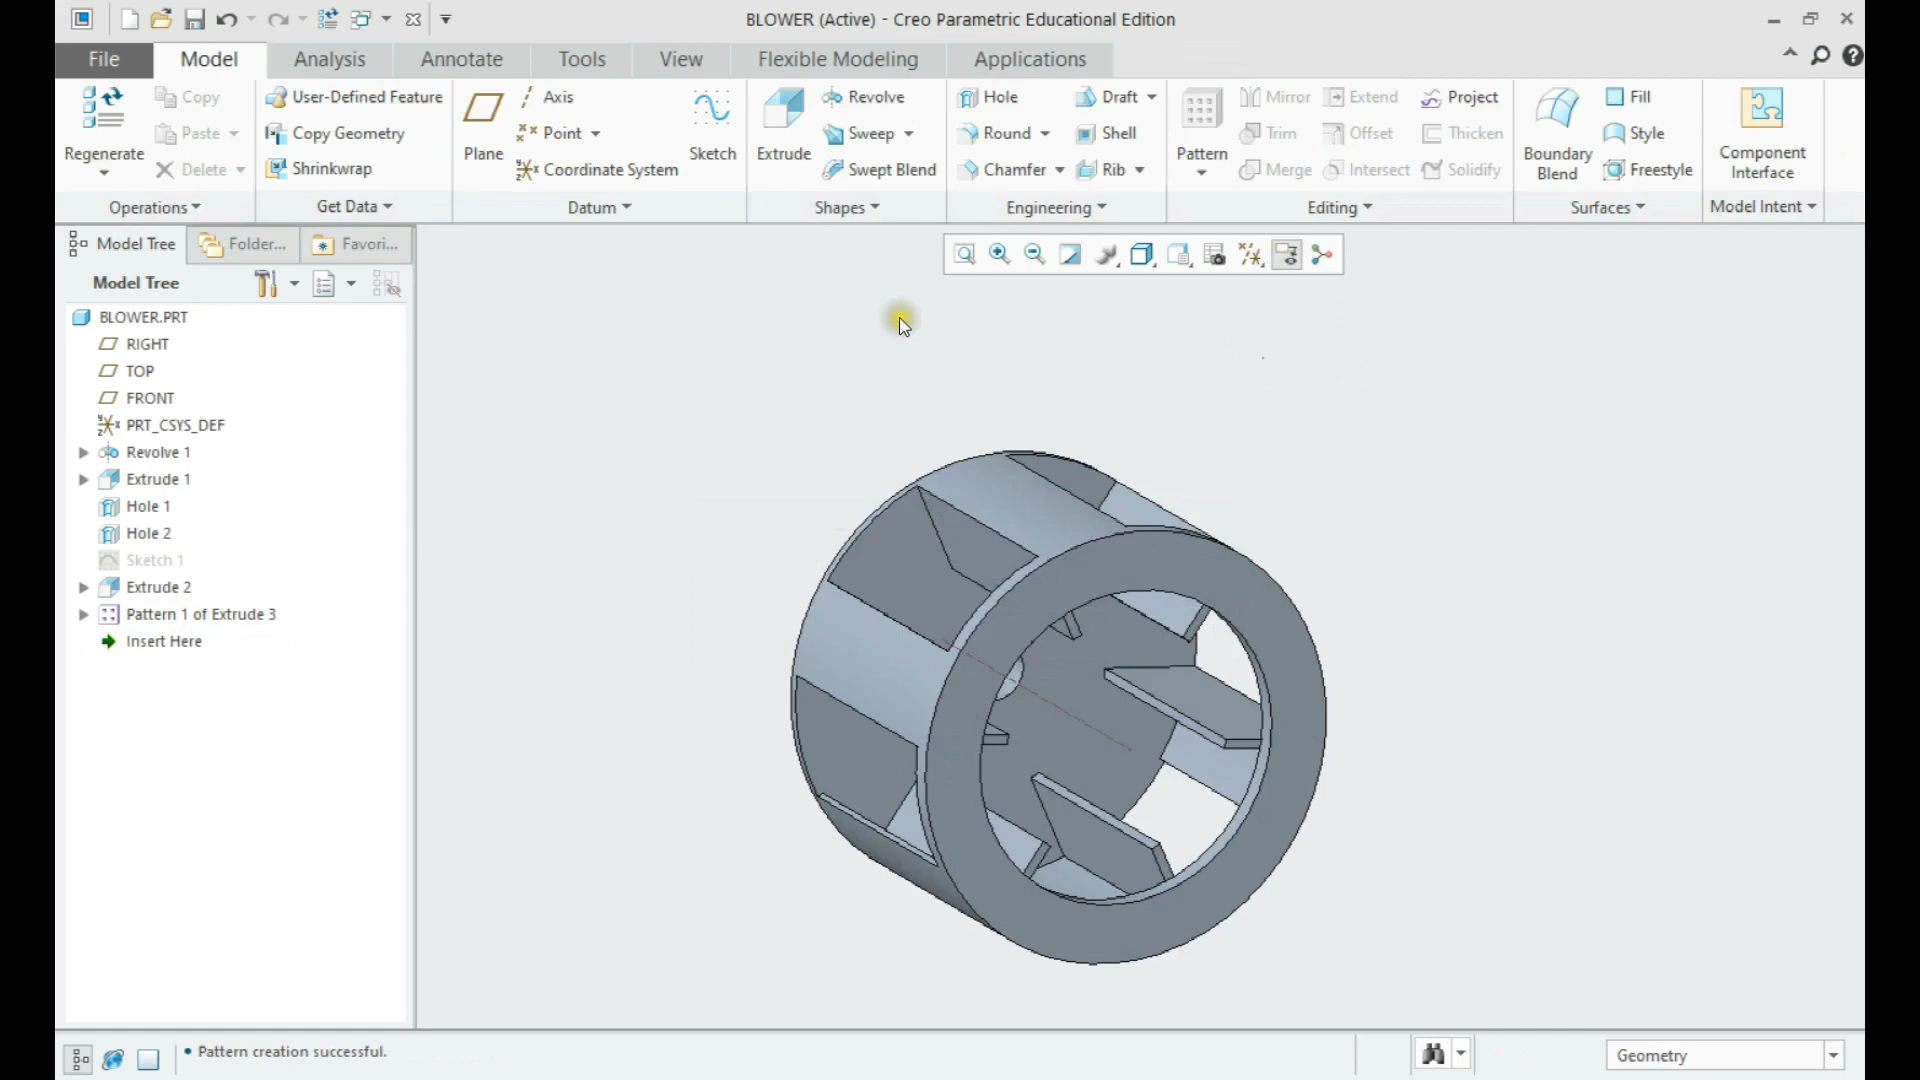 BLOWER (Active) - Creo Parametric Educational Edition
File Model Analysis Annotate Tools View Flexible Modeling Applications
Regenerate Copy Paste Delete
User-Defined Feature Copy Geometry Shrinkwrap
Plane Axis Point Coordinate System Sketch
Extrude Revolve Sweep Swept Blend
Hole Round Chamfer Draft Shell Rib
Pattern Mirror Trim Merge Extend Offset Intersect Project Thicken Solidify
Boundary Blend Fill Style Freestyle
Component Interface
Operations Get Data Datum Shapes Engineering Editing Surfaces Model Intent
Model Tree Folder... Favori...
Model Tree
BLOWER.PRT
RIGHT
TOP
FRONT
PRT_CSYS_DEF
Revolve 1
Extrude 1
Hole 1
Hole 2
Sketch 1
Extrude 2
Pattern 1 of Extrude 3
Insert Here
• Pattern creation successful.
Geometry